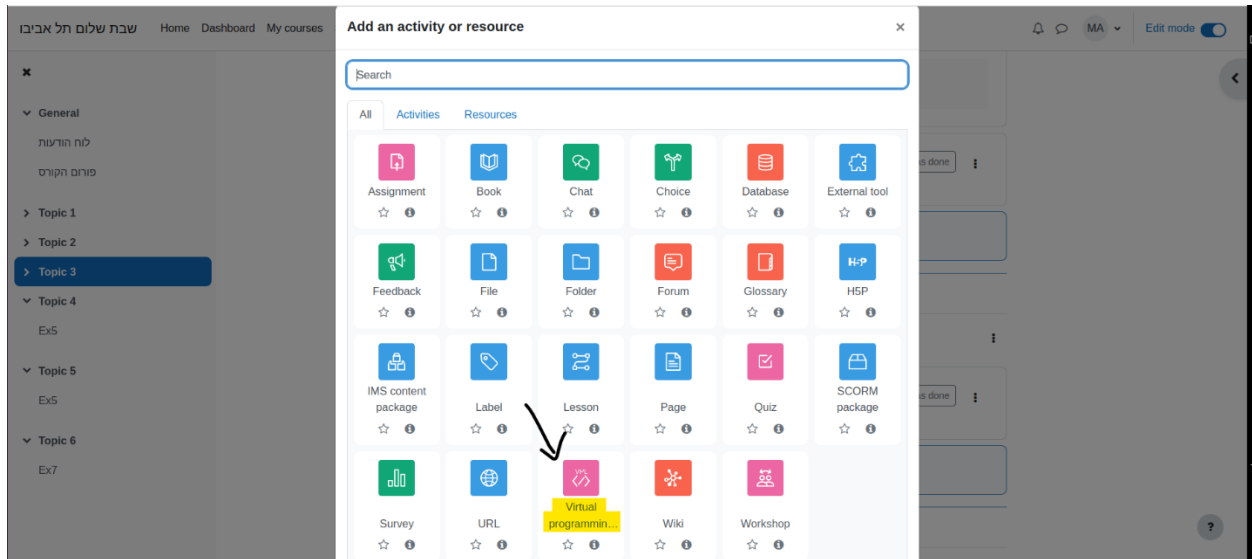 שבת שלום תל אביבו Home Dashboard My courses
Add an activity or resource ×
MA Edit mode
Search
All Activities Resources
General
לוח הודעות
פורום הקורס
Topic 1
Topic 2
Topic 3
Topic 4
Ex5
Topic 5
Ex5
Topic 6
Ex7
Assignment Book Chat Choice Database External tool
Feedback File Folder Forum Glossary H5P
H-P
IMS content
package Label Lesson Page Quiz SCORM
package
VPL
Survey URL Virtual
programmin... Wiki Workshop
done
done
?